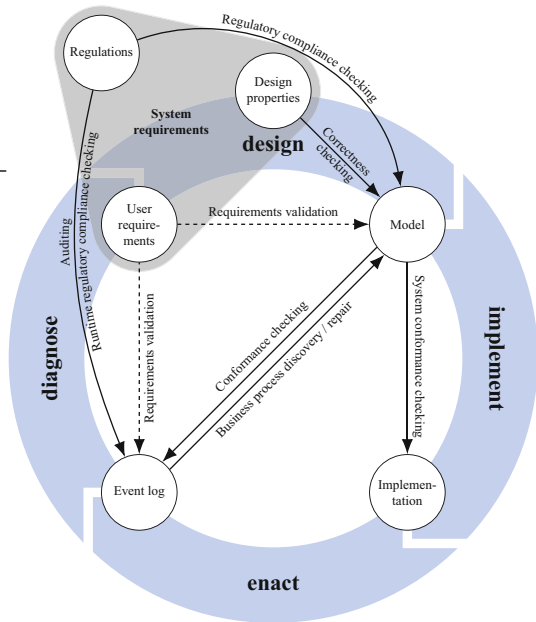 Regulatory compliance checking
Regulations
Design
properties
System
requirements
design
Correctness
checking
User
require-
ments
Requirements validation
Model
Auditing
Runtime regulatory compliance checking
Requirements validation
Conformance checking
Business process discovery / repair
System conformance checking
diagnose
implement
Event log
Implemen-
tation
enact